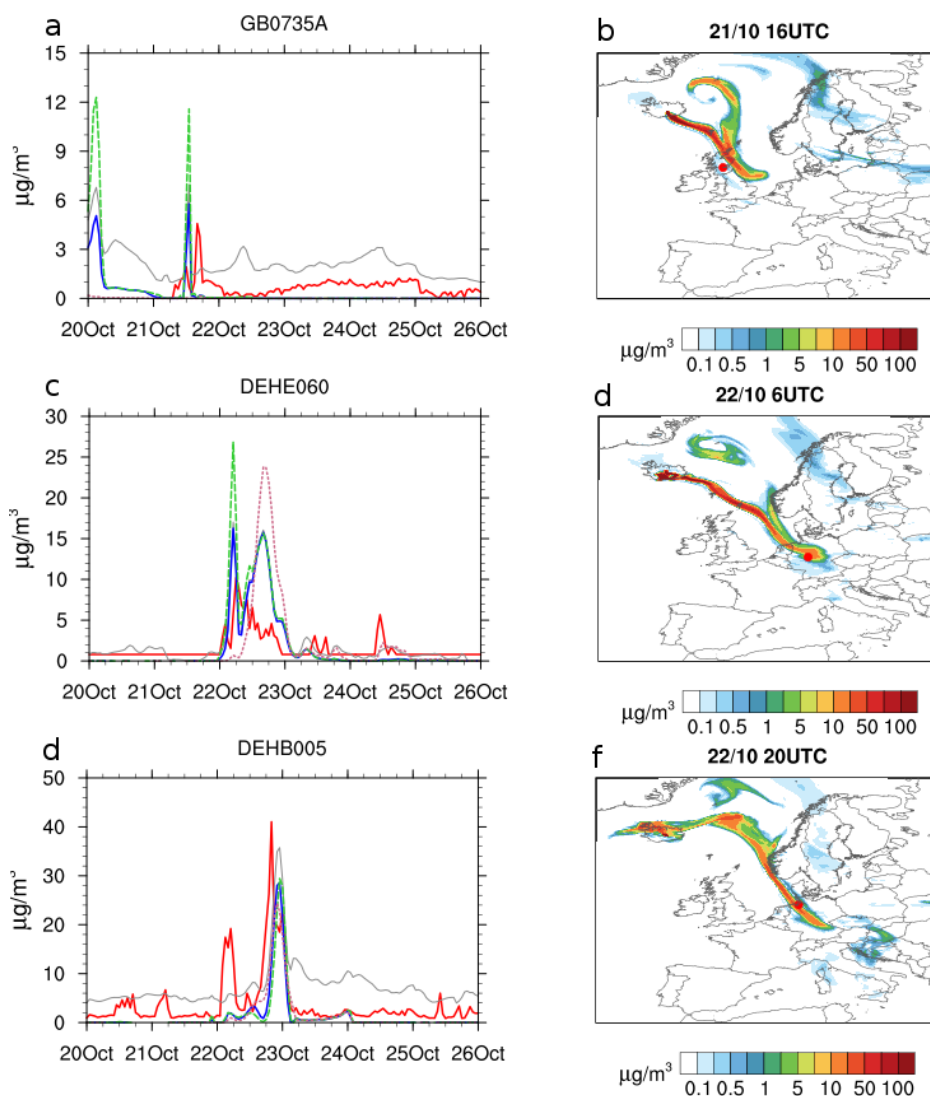 a GB0735A
b 21/10 16UTC
15
12
9
6
3
0
µg/m³
20Oct 21Oct 22Oct 23Oct 24Oct 25Oct 26Oct
µg/m³
0.1 0.5 1 5 10 50 100
c DEHE060
d 22/10 6UTC
30
25
20
15
10
5
0
µg/m³
20Oct 21Oct 22Oct 23Oct 24Oct 25Oct 26Oct
µg/m³
0.1 0.5 1 5 10 50 100
d DEHB005
f 22/10 20UTC
50
40
30
20
10
0
µg/m³
20Oct 21Oct 22Oct 23Oct 24Oct 25Oct 26Oct
µg/m³
0.1 0.5 1 5 10 50 100